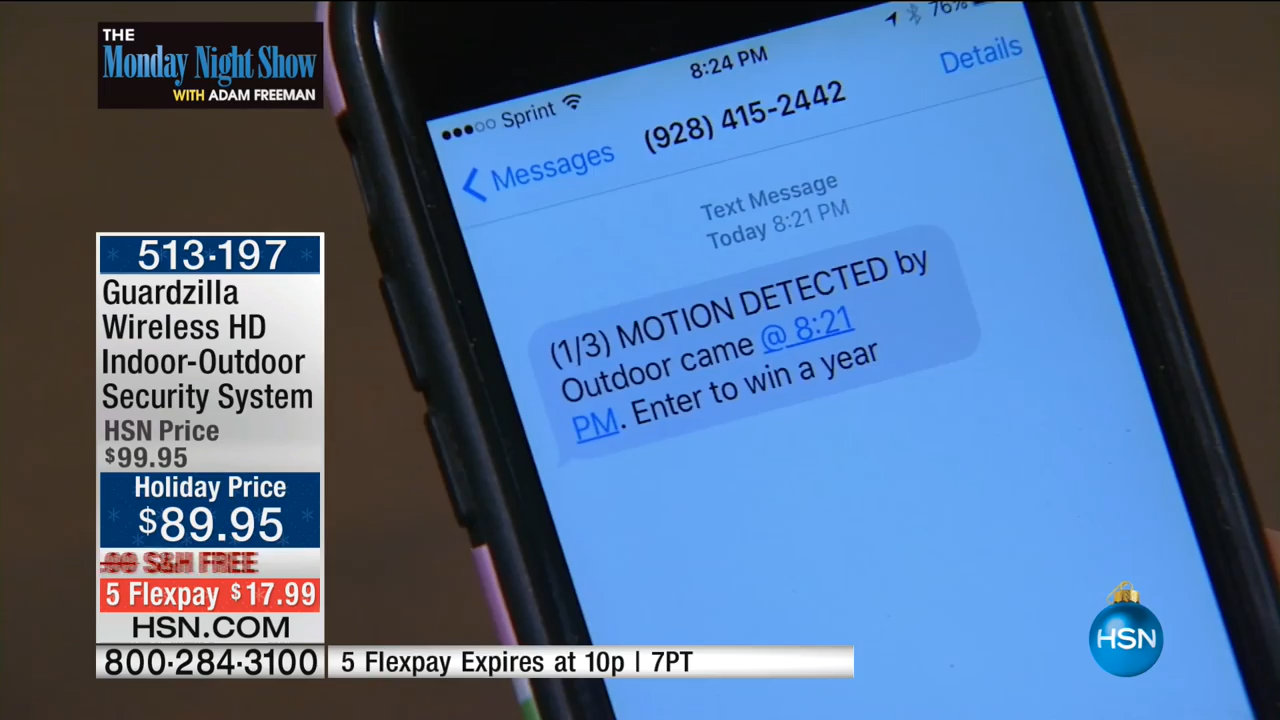 THE
Monday Night Show
WITH ADAM FREEMAN
513-197
Guardzilla
Wireless HD
Indoor-Outdoor
Security System
HSN Price
$99.95
Holiday Price
$89.95
S&H FREE
5 Flexpay $17.99
HSN.COM
800·284·3100
5 Flexpay Expires at 10p | 7PT
76%
8:24 PM
Sprint
Details
(928) 415-2442
Messages
Text Message
Today 8:21 PM
(1/3) MOTION DETECTED by
Outdoor came @ 8:21
PM. Enter to win a year
HSN